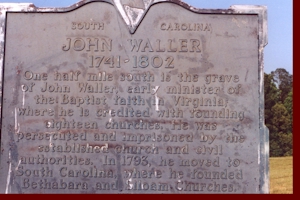 SOUTH CAROLINA
JOHN WALLER
1741-1802
One half mile south is the grave
of John Waller, early minister of
the Baptist faith in Virginia,
where he is credited with founding
eighteen churches. He was
persecuted and imprisoned by the
established church and civil
authorities. In 1793, he moved to
South Carolina, where he founded
Bethabara and Siloam Churches.